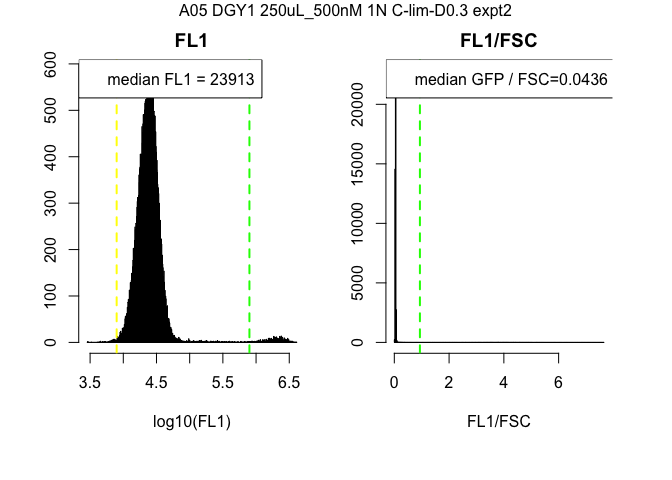 A05 DGY1 250uL_500nM 1N C-lim-D0.3 expt2
FL1
FL1/FSC
median FL1 = 23913
median GFP / FSC=0.0436
600
500
400
300
200
100
0
20000
15000
10000
5000
0
3.5 4.5 5.5 6.5
0 2 4 6
log10(FL1)
FL1/FSC